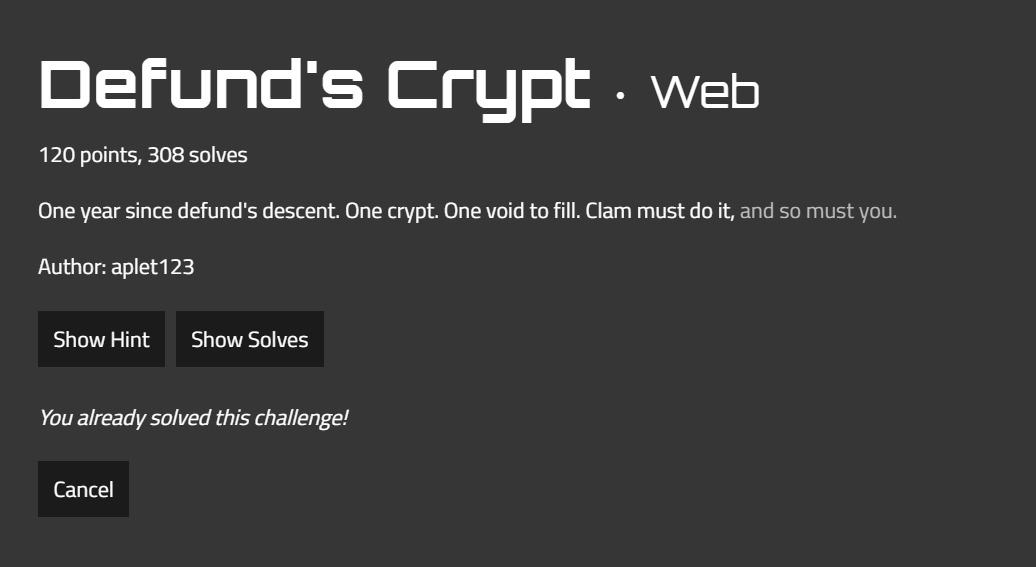 Defund's Crypt · Web
120 points, 308 solves
One year since defund's descent. One crypt. One void to fill. Clam must do it, and so must you.
Author: aplet123
Show Hint Show Solves
You already solved this challenge!
Cancel